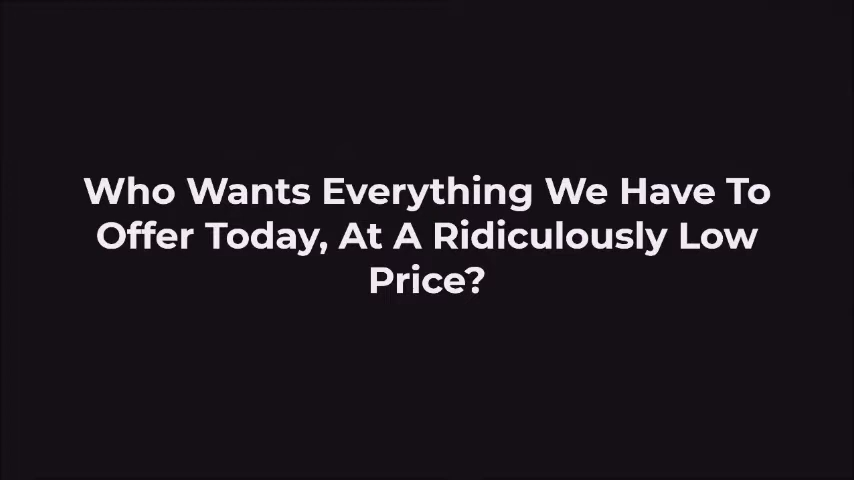 Who Wants Everything We Have To
Offer Today, At A Ridiculously Low
Price?